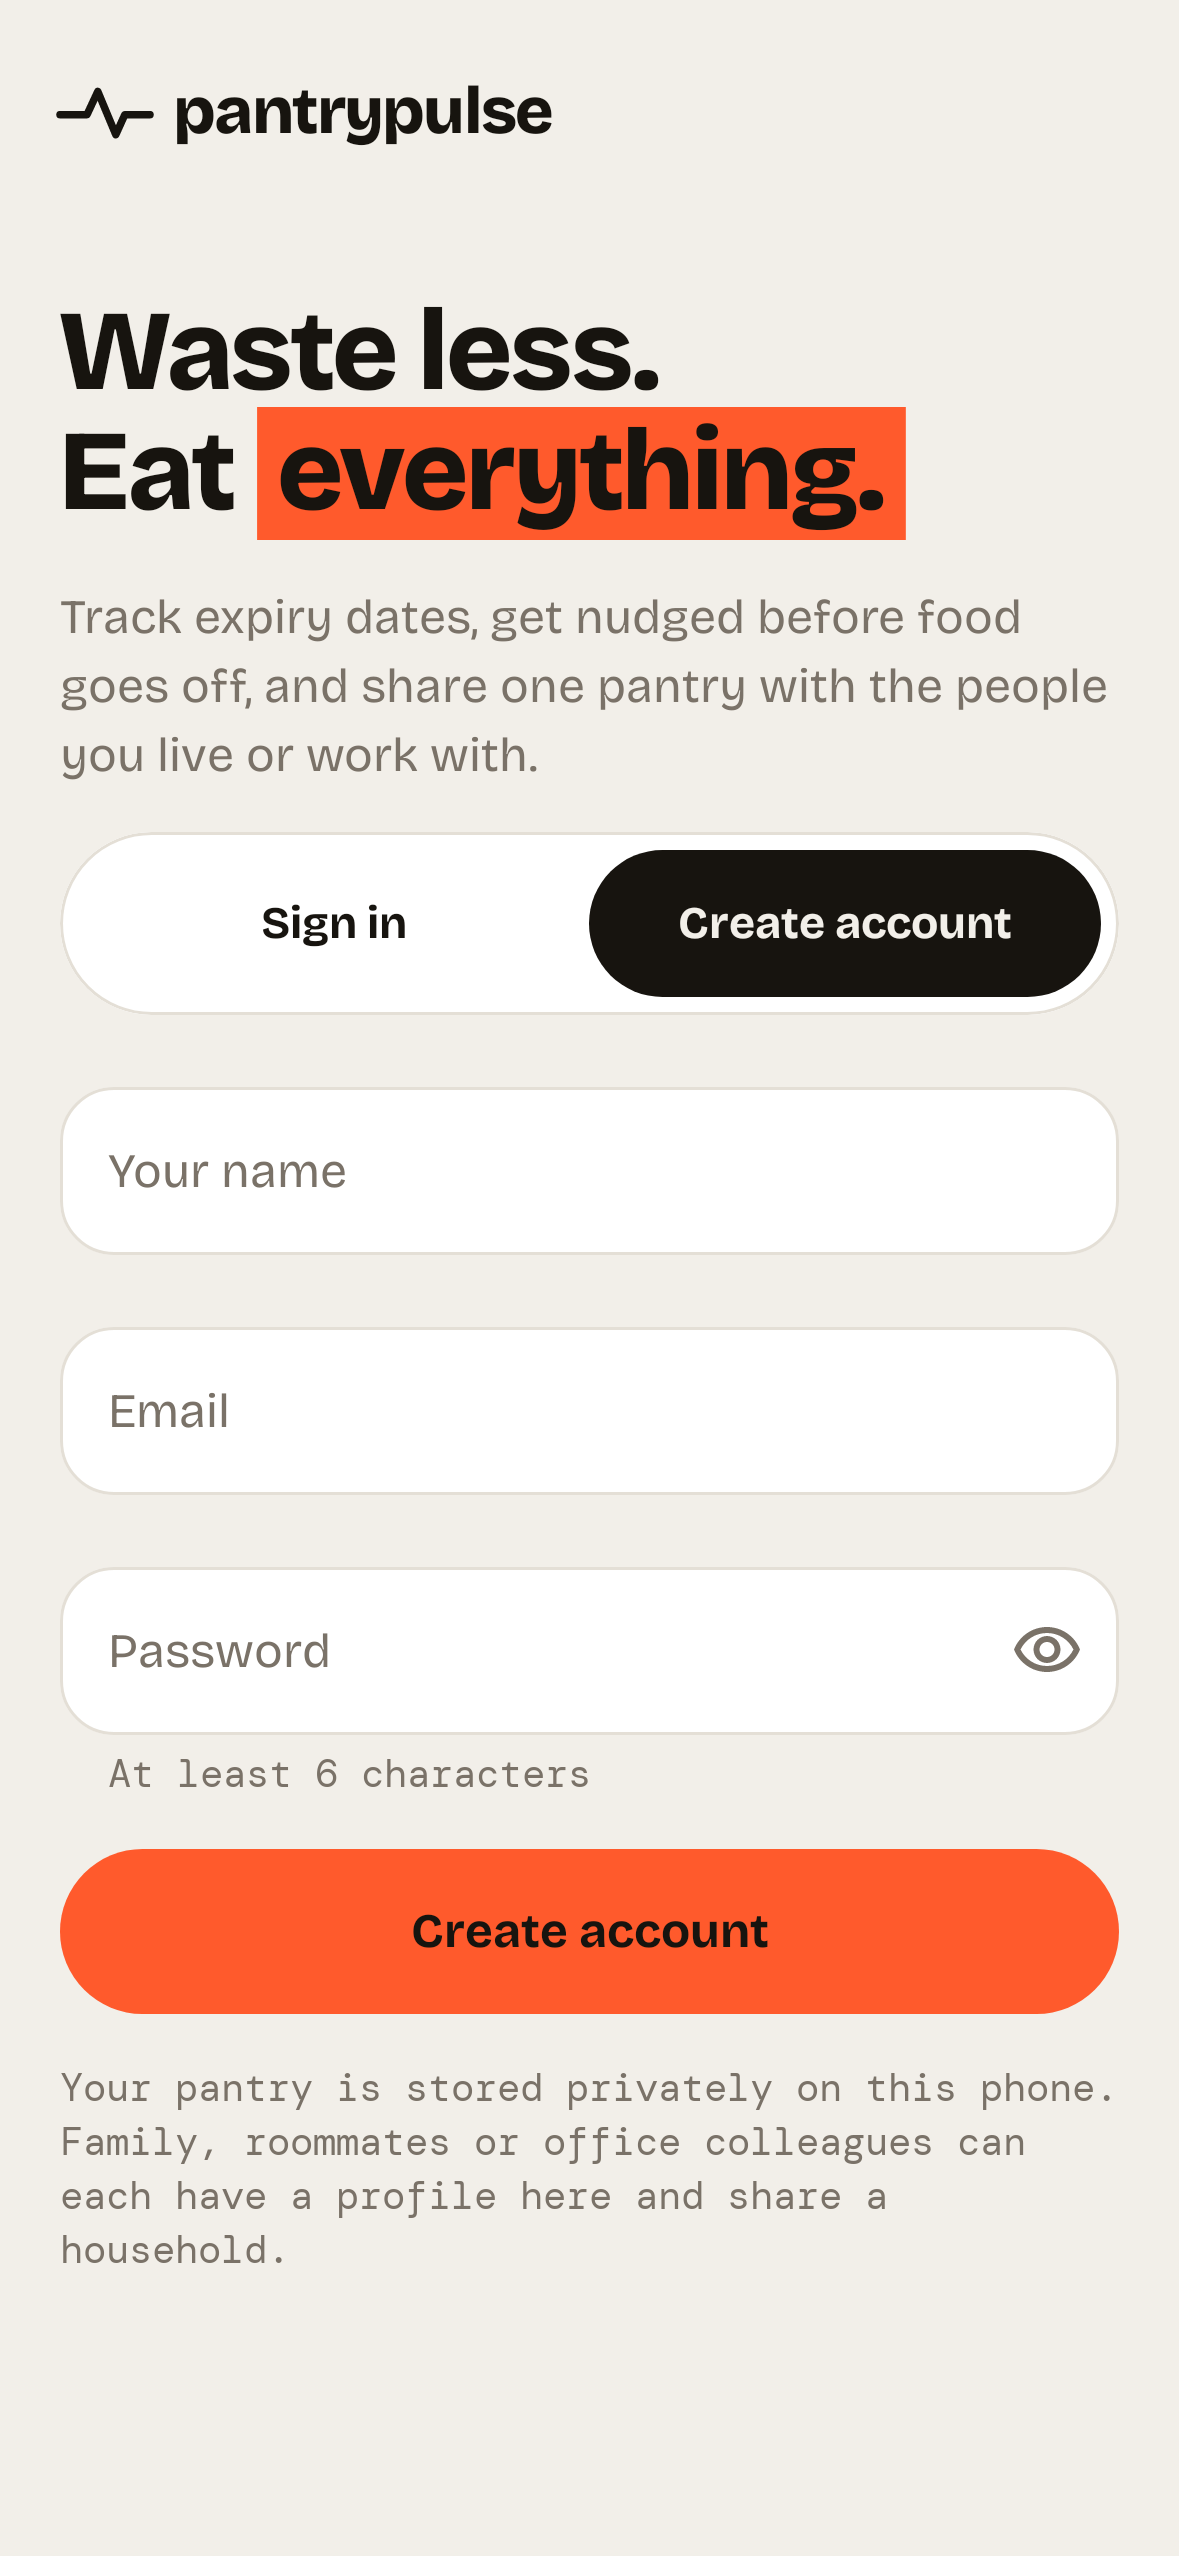 pantrypulse
Waste less.
Eat everything.
Track expiry dates, get nudged before food
goes off, and share one pantry with the people
you live or work with.
Sign in
Create account
Your name
Email
Password
At least 6 characters
Create account
Your pantry is stored privately on this phone.
Family, roommates or office colleagues can
each have a profile here and share a
household.